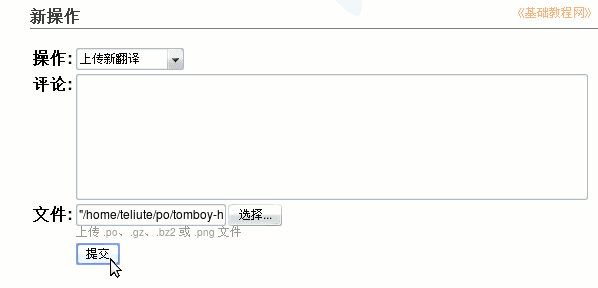 新操作
《基础教程网》
操作: 上传新翻译
评论:
文件: "/home/teliute/po/tomboy-h 选择...
上传 .po、.gz、.bz2 或 .png 文件
提交